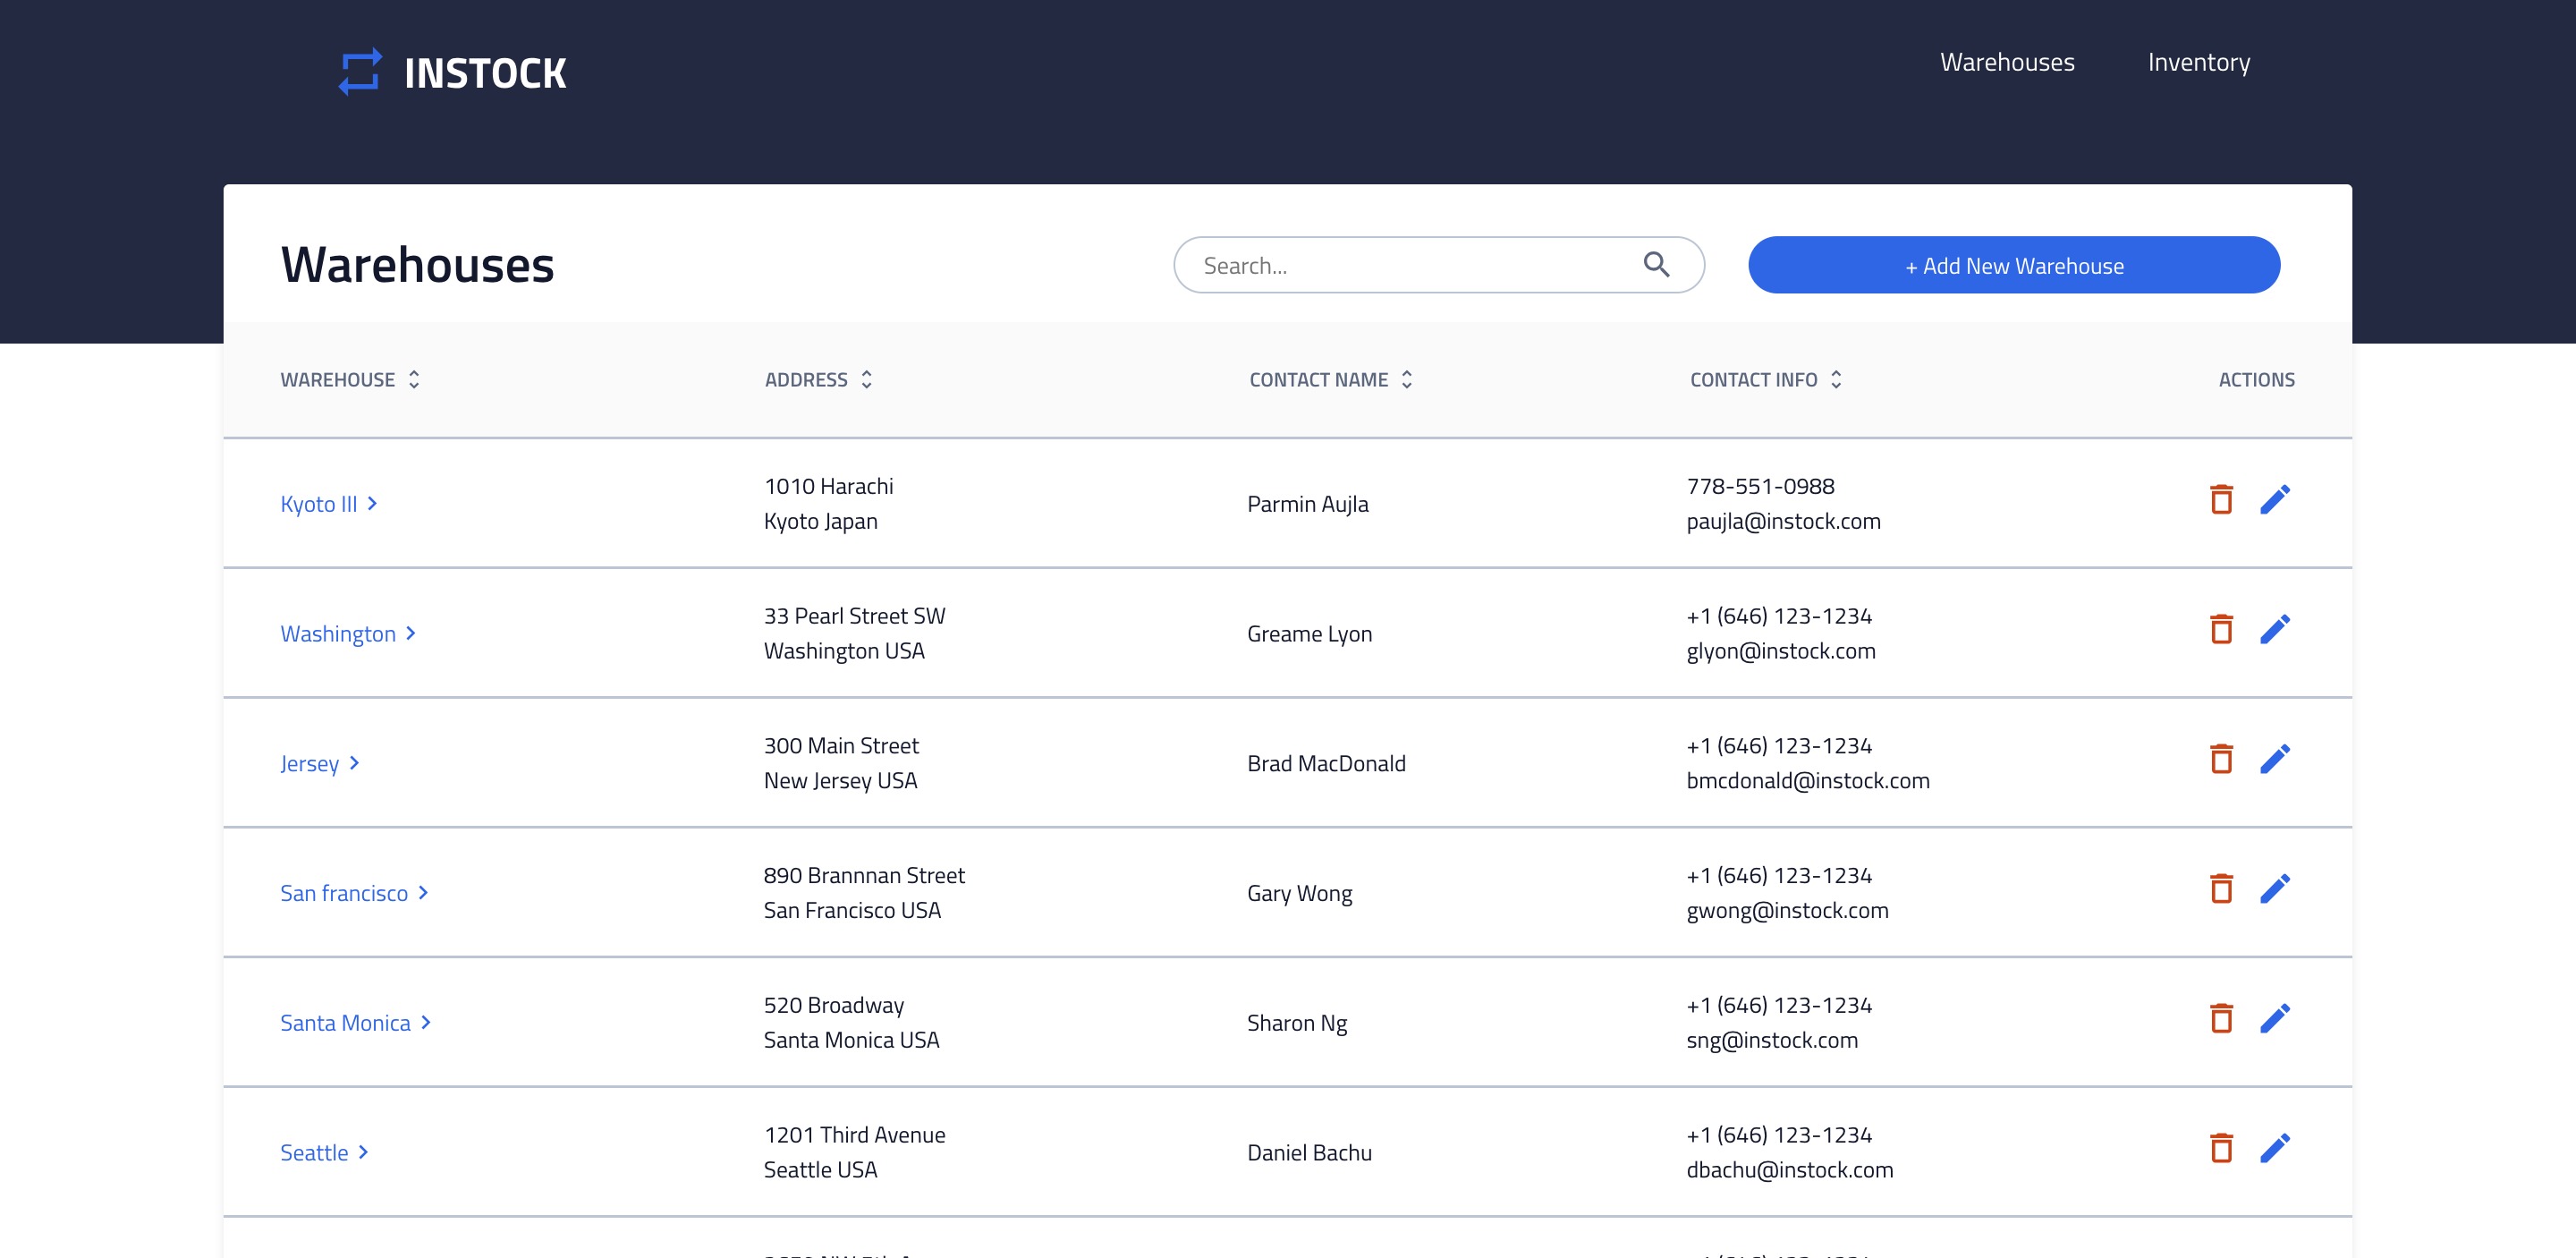 INSTOCK
Warehouses Inventory
Warehouses
Search...
+ Add New Warehouse
WAREHOUSE ADDRESS CONTACT NAME CONTACT INFO ACTIONS
Kyoto III
1010 Harachi
Kyoto Japan
Parmin Aujla
778-551-0988
paujla@instock.com
Washington
33 Pearl Street SW
Washington USA
Greame Lyon
+1 (646) 123-1234
glyon@instock.com
Jersey
300 Main Street
New Jersey USA
Brad MacDonald
+1 (646) 123-1234
bmcdonald@instock.com
San francisco
890 Brannnan Street
San Francisco USA
Gary Wong
+1 (646) 123-1234
gwong@instock.com
Santa Monica
520 Broadway
Santa Monica USA
Sharon Ng
+1 (646) 123-1234
sng@instock.com
Seattle
1201 Third Avenue
Seattle USA
Daniel Bachu
+1 (646) 123-1234
dbachu@instock.com